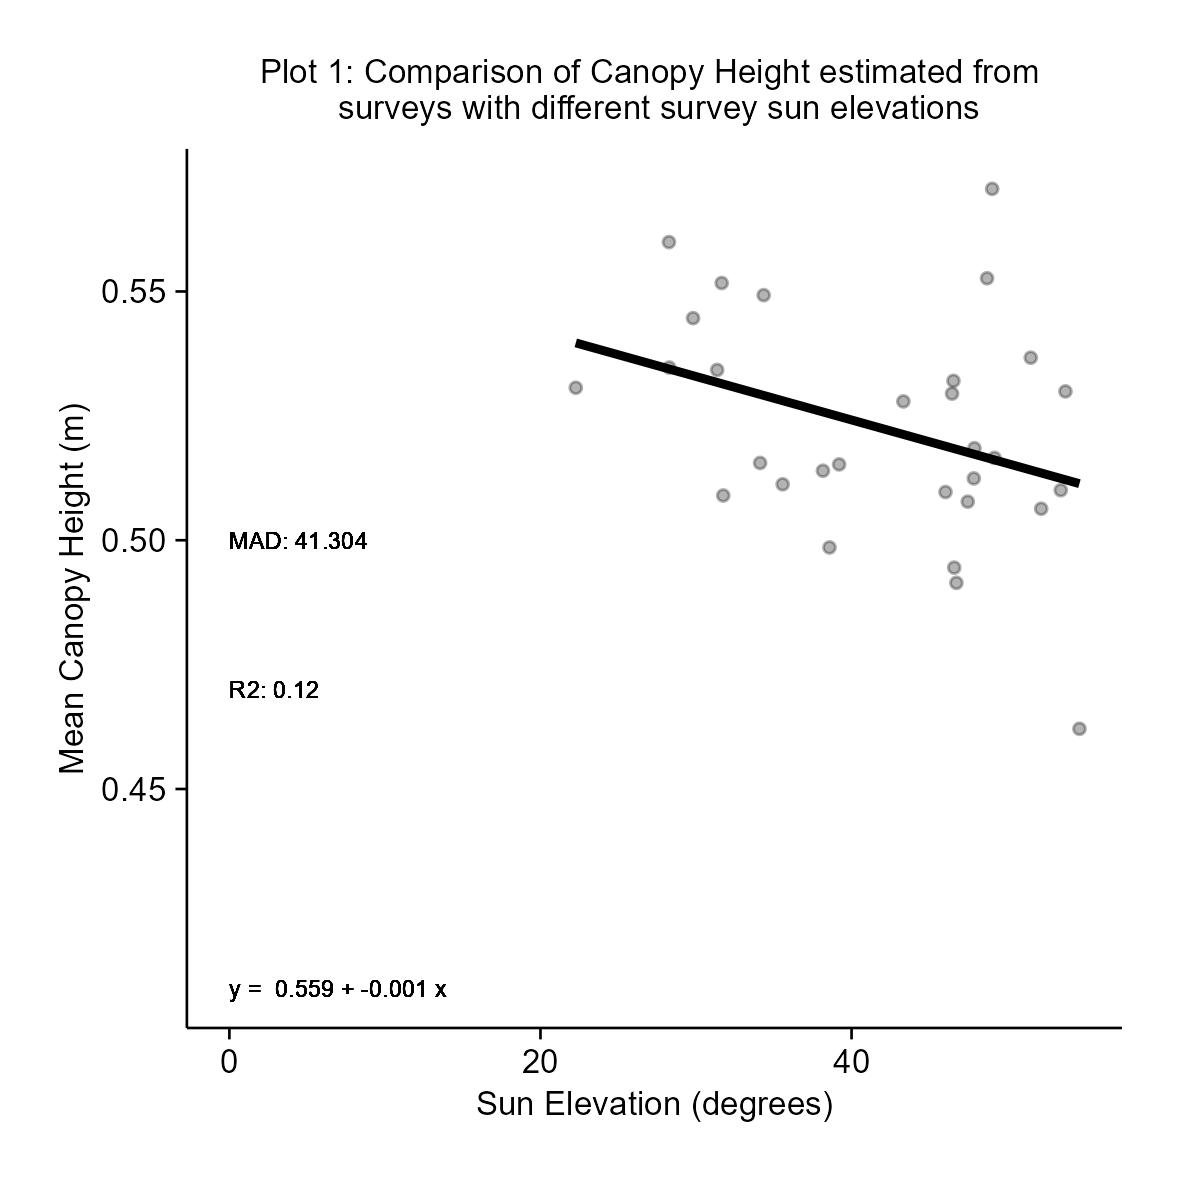 Plot 1: Comparison of Canopy Height estimated from
surveys with different survey sun elevations
Mean Canopy Height (m)
0.55
0.50
0.45
MAD: 41.304
R2: 0.12
y =  0.559 + -0.001 x
0
20
40
Sun Elevation (degrees)